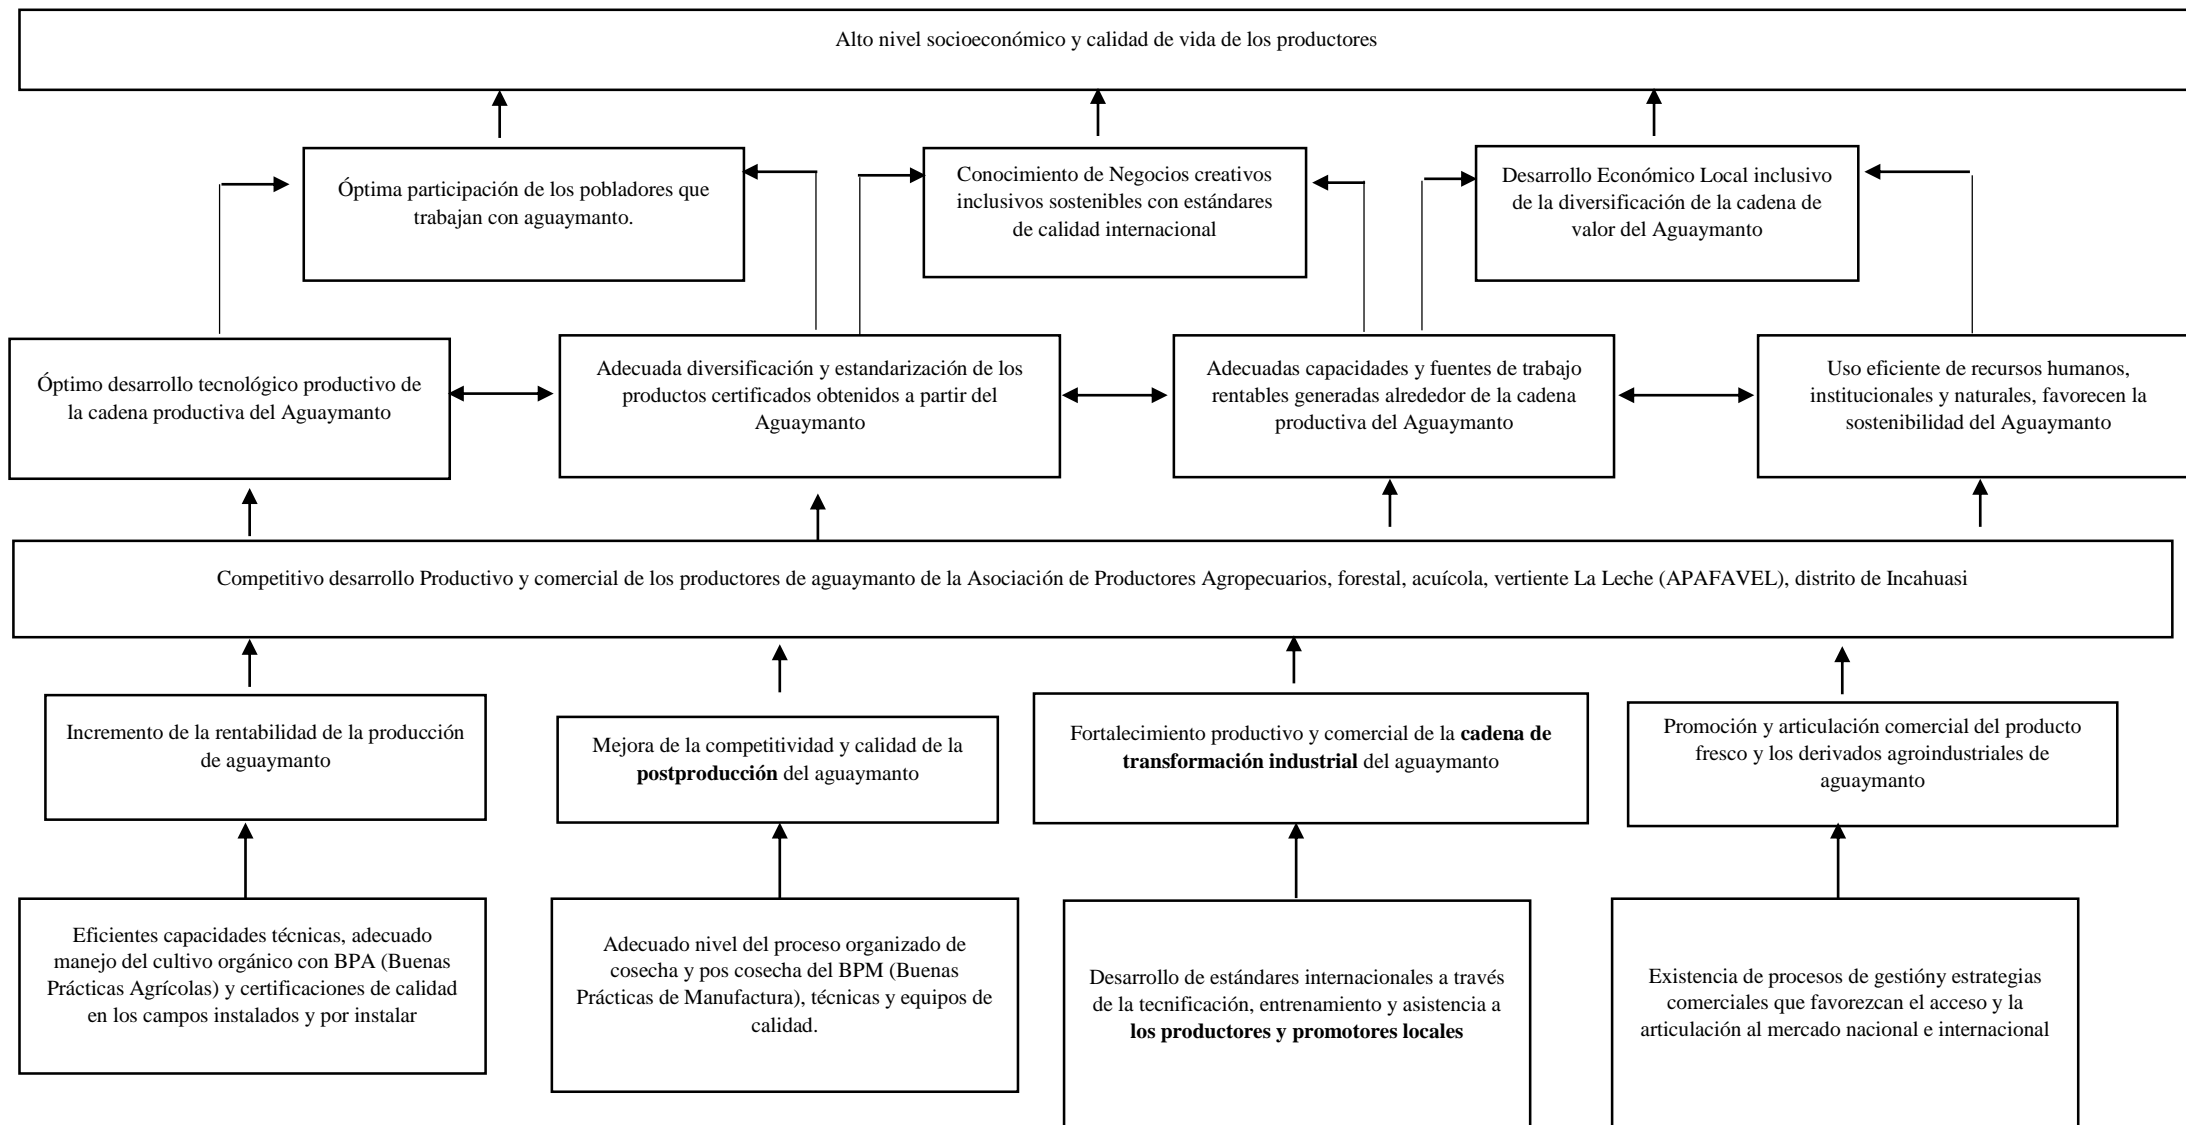 Alto nivel socioeconómico y calidad de vida de los productores
Óptima participación de los pobladores que
trabajan con aguaymanto.
Conocimiento de Negocios creativos
inclusivos sostenibles con estándares
de calidad internacional
Desarrollo Económico Local inclusivo
de la diversificación de la cadena de
valor del Aguaymanto
Óptimo desarrollo tecnológico productivo de
la cadena productiva del Aguaymanto
Adecuada diversificación y estandarización de los
productos certificados obtenidos a partir del
Aguaymanto
Adecuadas capacidades y fuentes de trabajo
rentables generadas alrededor de la cadena
productiva del Aguaymanto
Uso eficiente de recursos humanos,
institucionales y naturales, favorecen la
sostenibilidad del Aguaymanto
Competitivo desarrollo Productivo y comercial de los productores de aguaymanto de la Asociación de Productores Agropecuarios, forestal, acuícola, vertiente La Leche (APAFAVEL), distrito de Incahuasi
Incremento de la rentabilidad de la producción
de aguaymanto
Mejora de la competitividad y calidad de la
postproducción del aguaymanto
Fortalecimiento productivo y comercial de la cadena de
transformación industrial del aguaymanto
Promoción y articulación comercial del producto
fresco y los derivados agroindustriales de
aguaymanto
Eficientes capacidades técnicas, adecuado
manejo del cultivo orgánico con BPA (Buenas
Prácticas Agrícolas) y certificaciones de calidad
en los campos instalados y por instalar
Adecuado nivel del proceso organizado de
cosecha y pos cosecha del BPM (Buenas
Prácticas de Manufactura), técnicas y equipos de
calidad.
Desarrollo de estándares internacionales a través
de la tecnificación, entrenamiento y asistencia a
los productores y promotores locales
Existencia de procesos de gestióny estrategias
comerciales que favorezcan el acceso y la
articulación al mercado nacional e internacional